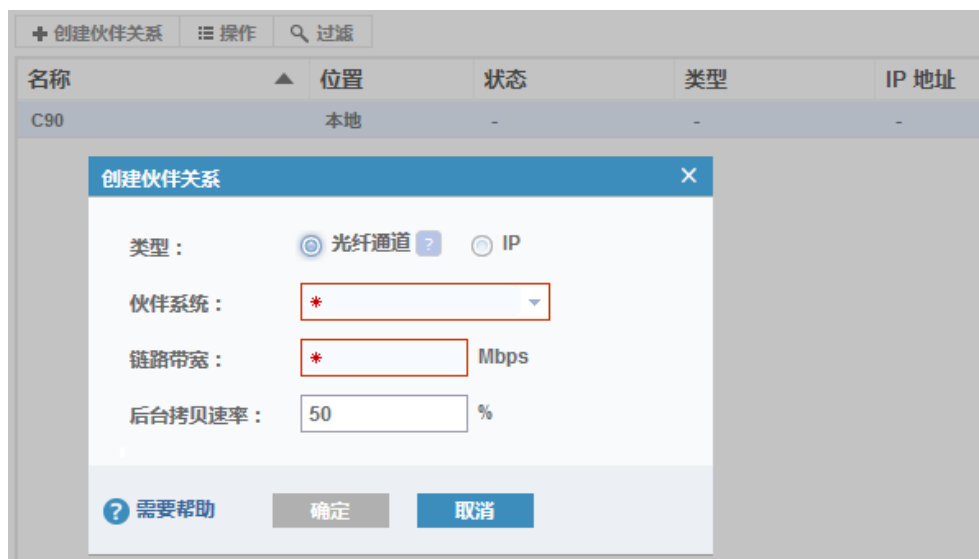 创建伙伴关系 操作 过滤
名称 位置 状态 类型 IP 地址
C90 本地 - - -
创建伙伴关系
类型： 光纤通道 ? IP
伙伴系统： *
链路带宽： * Mbps
后台拷贝速率： 50 %
? 需要帮助 确定 取消